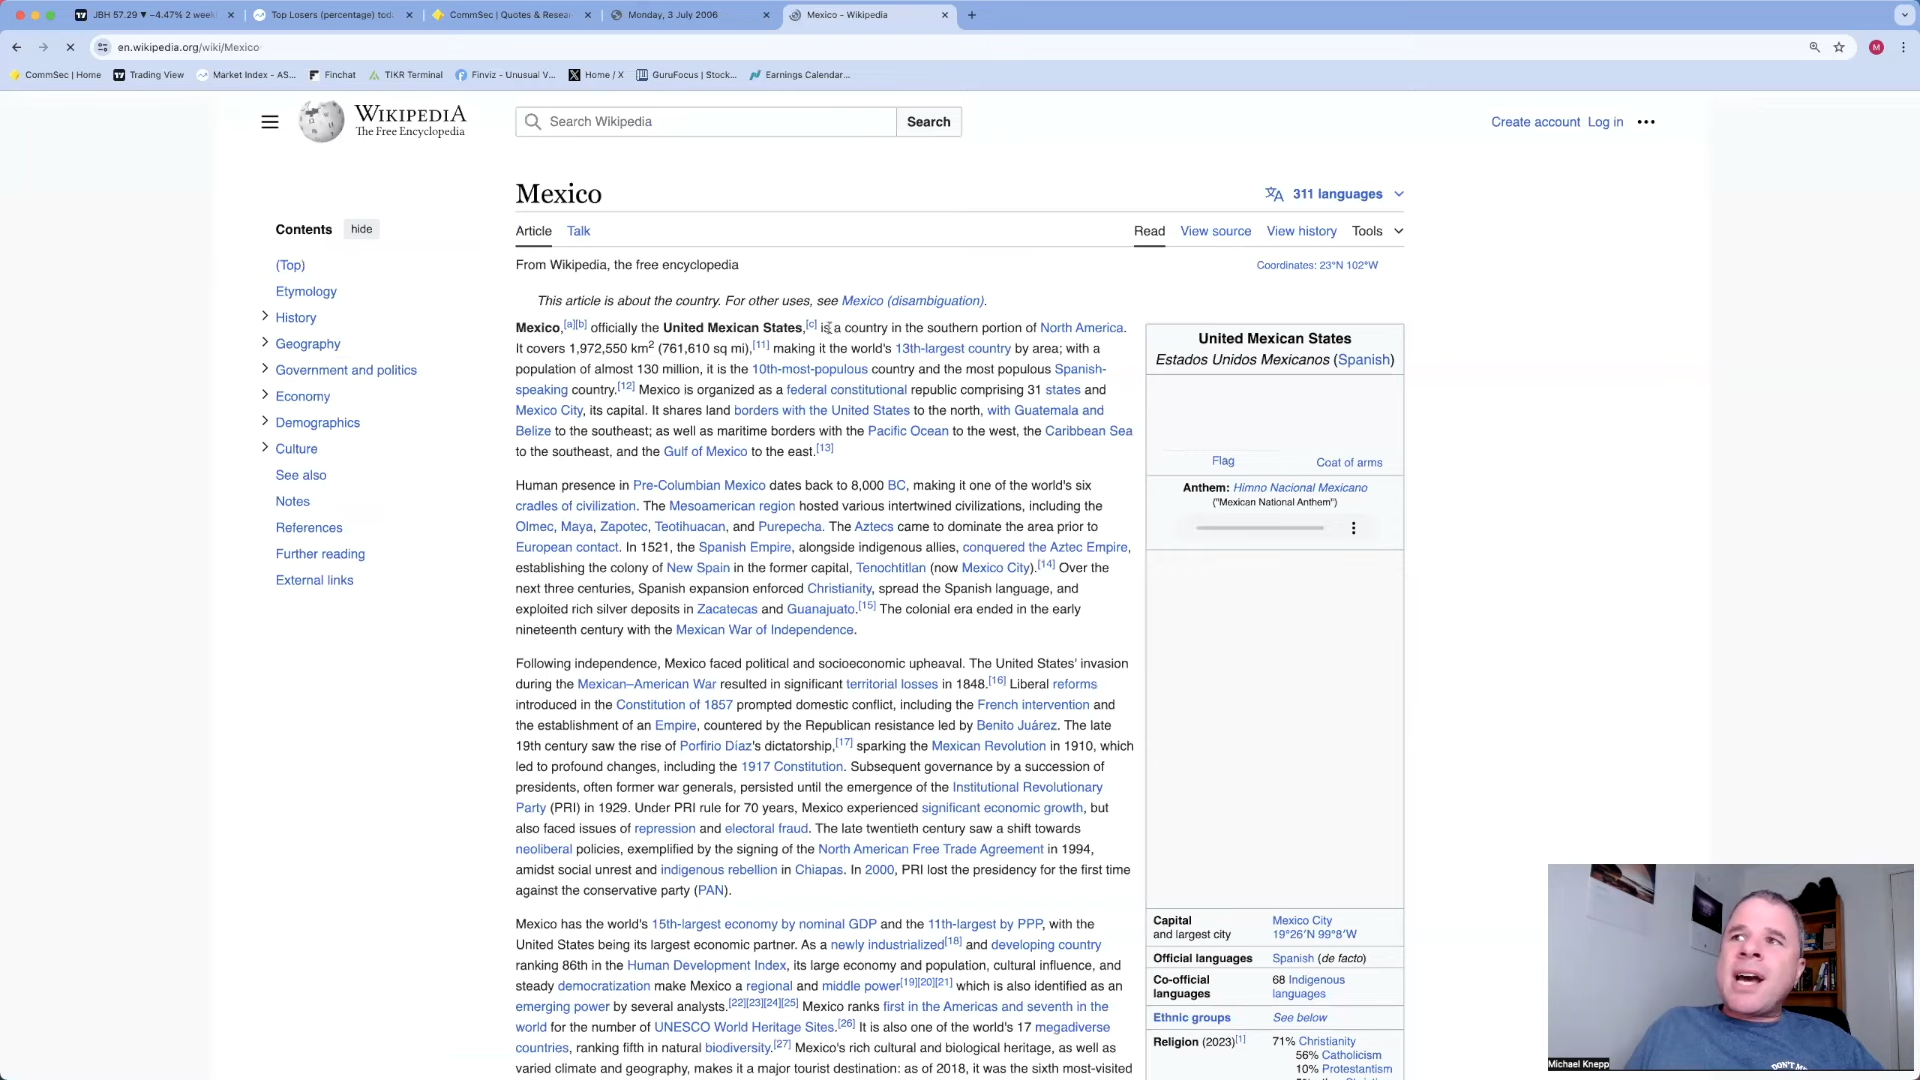 JBH 57.29 ▼ −4.47% 2 week
Top Losers (percentage) tod
CommSec | Quotes & Resea
Monday, 3 July 2006
Mexico - Wikipedia
en.wikipedia.org/wiki/Mexico
M
CommSec | Home
Trading View
Market Index - AS...
Finchat
TIKR Terminal
Finviz - Unusual V...
Home / X
GuruFocus | Stock...
Earnings Calendar...
WIKIPEDIA
The Free Encyclopedia
Search Wikipedia
Search
Create account
Log in
Mexico
311 languages
Contents
hide
(Top)
Etymology
History
Geography
Government and politics
Economy
Demographics
Culture
See also
Notes
References
Further reading
External links
Article
Talk
Read
View source
View history
Tools
From Wikipedia, the free encyclopedia
Coordinates: 23°N 102°W
This article is about the country. For other uses, see Mexico (disambiguation).
Mexico,[a][b] officially the United Mexican States,[c] is a country in the southern portion of North America.
It covers 1,972,550 km2 (761,610 sq mi),[11] making it the world's 13th-largest country by area; with a
population of almost 130 million, it is the 10th-most-populous country and the most populous Spanish-
speaking country.[12] Mexico is organized as a federal constitutional republic comprising 31 states and
Mexico City, its capital. It shares land borders with the United States to the north, with Guatemala and
Belize to the southeast; as well as maritime borders with the Pacific Ocean to the west, the Caribbean Sea
to the southeast, and the Gulf of Mexico to the east.[13]
Human presence in Pre-Columbian Mexico dates back to 8,000 BC, making it one of the world's six
cradles of civilization. The Mesoamerican region hosted various intertwined civilizations, including the
Olmec, Maya, Zapotec, Teotihuacan, and Purepecha. The Aztecs came to dominate the area prior to
European contact. In 1521, the Spanish Empire, alongside indigenous allies, conquered the Aztec Empire,
establishing the colony of New Spain in the former capital, Tenochtitlan (now Mexico City).[14] Over the
next three centuries, Spanish expansion enforced Christianity, spread the Spanish language, and
exploited rich silver deposits in Zacatecas and Guanajuato.[15] The colonial era ended in the early
nineteenth century with the Mexican War of Independence.
Following independence, Mexico faced political and socioeconomic upheaval. The United States' invasion
during the Mexican–American War resulted in significant territorial losses in 1848.[16] Liberal reforms
introduced in the Constitution of 1857 prompted domestic conflict, including the French intervention and
the establishment of an Empire, countered by the Republican resistance led by Benito Juárez. The late
19th century saw the rise of Porfirio Díaz's dictatorship,[17] sparking the Mexican Revolution in 1910, which
led to profound changes, including the 1917 Constitution. Subsequent governance by a succession of
presidents, often former war generals, persisted until the emergence of the Institutional Revolutionary
Party (PRI) in 1929. Under PRI rule for 70 years, Mexico experienced significant economic growth, but
also faced issues of repression and electoral fraud. The late twentieth century saw a shift towards
neoliberal policies, exemplified by the signing of the North American Free Trade Agreement in 1994,
amidst social unrest and indigenous rebellion in Chiapas. In 2000, PRI lost the presidency for the first time
against the conservative party (PAN).
Mexico has the world's 15th-largest economy by nominal GDP and the 11th-largest by PPP, with the
United States being its largest economic partner. As a newly industrialized[18] and developing country
ranking 86th in the Human Development Index, its large economy and population, cultural influence, and
steady democratization make Mexico a regional and middle power[19][20][21] which is also identified as an
emerging power by several analysts.[22][23][24][25] Mexico ranks first in the Americas and seventh in the
world for the number of UNESCO World Heritage Sites.[26] It is also one of the world's 17 megadiverse
countries, ranking fifth in natural biodiversity.[27] Mexico's rich cultural and biological heritage, as well as
varied climate and geography, makes it a major tourist destination: as of 2018, it was the sixth most-visited
United Mexican States
Estados Unidos Mexicanos (Spanish)
Flag
Coat of arms
Anthem: Himno Nacional Mexicano
("Mexican National Anthem")
Capital
and largest city
Mexico City
19°26′N 99°8′W
Official languages
Spanish (de facto)
Co-official
languages
68 Indigenous
languages
Ethnic groups
See below
Religion (2023)[1]
71% Christianity
56% Catholicism
10% Protestantism
Michael Knepp
DON'T M